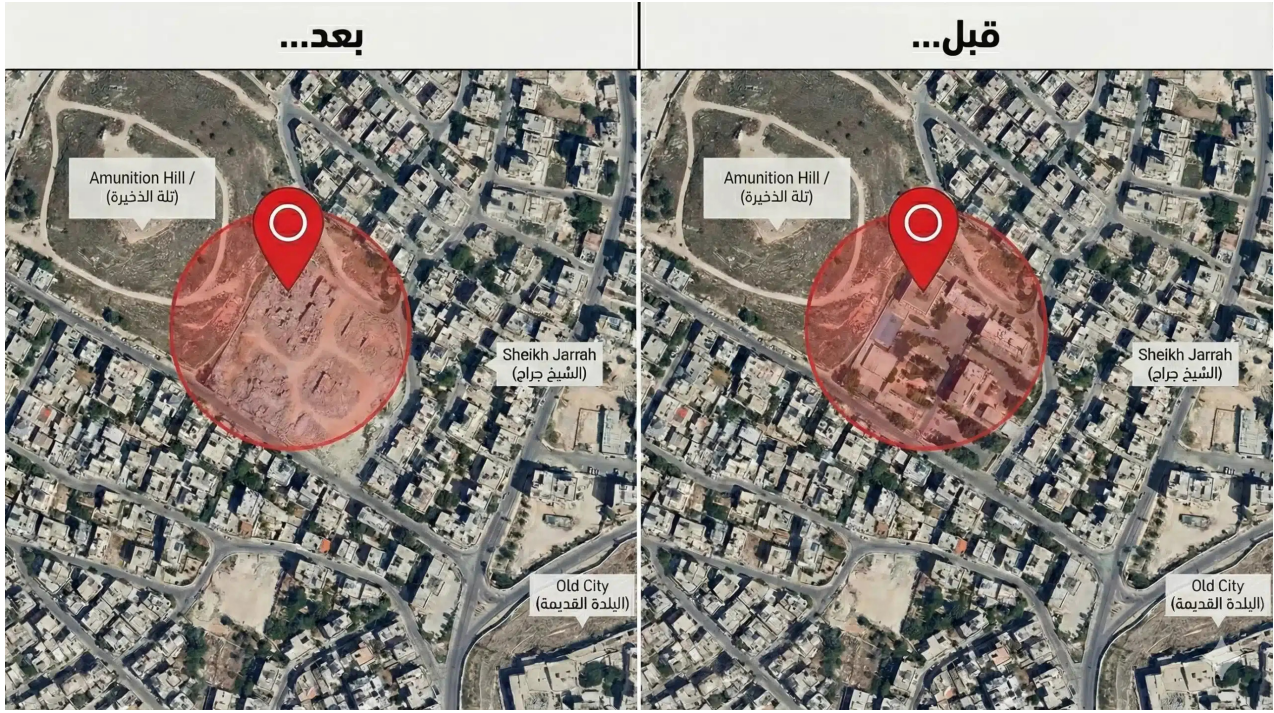 قبل...
بعد...
Amunition Hill /
(تلة الذخيرة)
Sheikh Jarrah
(الشيخ جراح)
Old City
(البلدة القديمة)
Amunition Hill /
(تلة الذخيرة)
Sheikh Jarrah
(الشيخ جراح)
Old City
(البلدة القديمة)